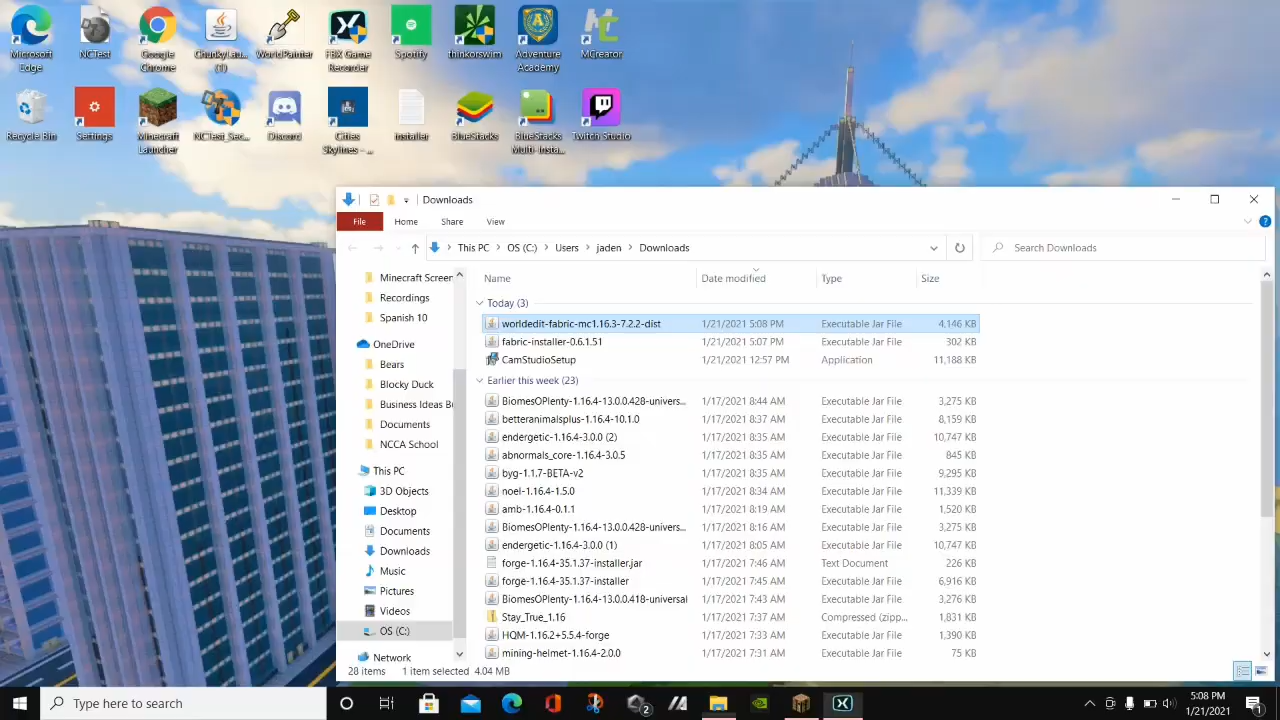 Microsoft Edge
NCTest
Google Chrome
ChunkyLau... (1)
WorldPainter
FBX Game Recorder
Spotify
thinkorswim
Adventure Academy
MCreator
Recycle Bin
Settings
Minecraft Launcher
NCTest_Sec...
Discord
Cities Skylines - ...
installer
BlueStacks
BlueStacks Multi-Insta...
Twitch Studio
Downloads
File Home Share View
This PC > OS (C:) > Users > jaden > Downloads
Search Downloads
Minecraft Screen
Recordings
Spanish 10
OneDrive
Bears
Blocky Duck
Business Ideas B
Documents
NCCA School
This PC
3D Objects
Desktop
Documents
Downloads
Music
Pictures
Videos
OS (C:)
Network
Name Date modified Type Size
Today (3)
worldedit-fabric-mc1.16.3-7.2.2-dist 1/21/2021 5:08 PM Executable Jar File 4,146 KB
fabric-installer-0.6.1.51 1/21/2021 5:07 PM Executable Jar File 302 KB
CamStudioSetup 1/21/2021 12:57 PM Application 11,188 KB
Earlier this week (23)
BiomesOPlenty-1.16.4-13.0.0.428-univers... 1/17/2021 8:44 AM Executable Jar File 3,275 KB
betteranimalsplus-1.16.4-10.1.0 1/17/2021 8:37 AM Executable Jar File 8,159 KB
endergetic-1.16.4-3.0.0 (2) 1/17/2021 8:35 AM Executable Jar File 10,747 KB
abnormals_core-1.16.4-3.0.5 1/17/2021 8:35 AM Executable Jar File 845 KB
byg-1.1.7-BETA-v2 1/17/2021 8:35 AM Executable Jar File 9,295 KB
noel-1.16.4-1.5.0 1/17/2021 8:34 AM Executable Jar File 11,339 KB
amb-1.16.4-0.1.1 1/17/2021 8:19 AM Executable Jar File 1,520 KB
BiomesOPlenty-1.16.4-13.0.0.428-univers... 1/17/2021 8:16 AM Executable Jar File 3,275 KB
endergetic-1.16.4-3.0.0 (1) 1/17/2021 8:05 AM Executable Jar File 10,747 KB
forge-1.16.4-35.1.37-installer.jar 1/17/2021 7:46 AM Text Document 226 KB
forge-1.16.4-35.1.37-installer 1/17/2021 7:45 AM Executable Jar File 6,916 KB
BiomesOPlenty-1.16.4-13.0.0.418-universal 1/17/2021 7:43 AM Executable Jar File 3,276 KB
Stay_True_1.16 1/17/2021 7:37 AM Compressed (zipp... 1,831 KB
HQM-1.16.2+5.5.4-forge 1/17/2021 7:33 AM Executable Jar File 1,390 KB
mining-helmet-1.16.4-2.0.0 1/17/2021 7:31 AM Executable Jar File 75 KB
28 items 1 item selected 4.04 MB
Type here to search
2
5:08 PM
1/21/2021
1